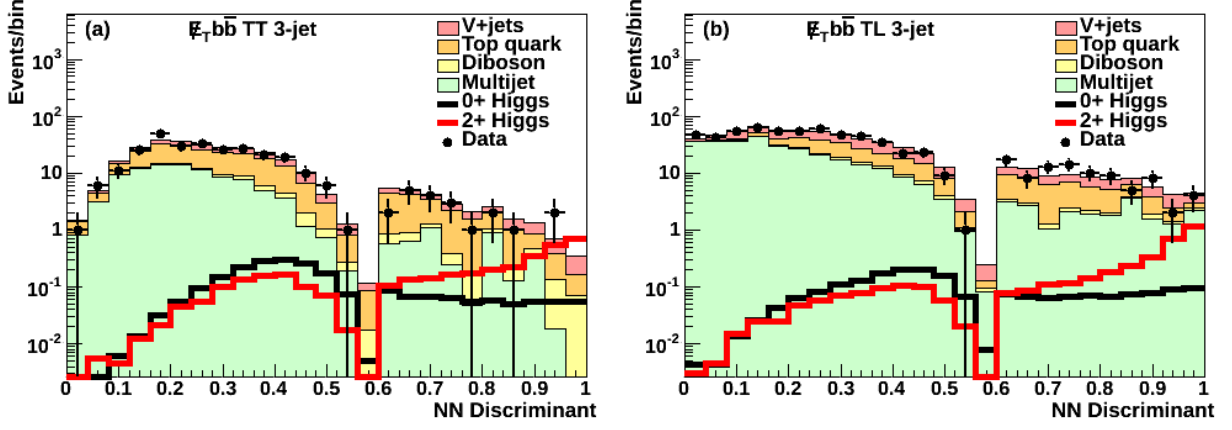 Events/bin
(a)
E̸_T bb̄ TT 3-jet
V+jets
Top quark
Diboson
Multijet
0+ Higgs
2+ Higgs
Data
10³
10²
10
1
10⁻¹
10⁻²
0 0.1 0.2 0.3 0.4 0.5 0.6 0.7 0.8 0.9 1
NN Discriminant
Events/bin
(b)
E̸_T bb̄ TL 3-jet
V+jets
Top quark
Diboson
Multijet
0+ Higgs
2+ Higgs
Data
10³
10²
10
1
10⁻¹
10⁻²
0 0.1 0.2 0.3 0.4 0.5 0.6 0.7 0.8 0.9 1
NN Discriminant